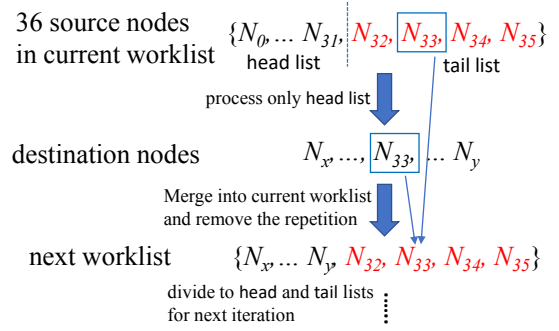 36 source nodes in current worklist
{N₀, ... N₃₁, N₃₂, N₃₃, N₃₄, N₃₅}
head list
tail list
process only head list
destination nodes
Nₓ, ..., N₃₃, ... Nᵧ
Merge into current worklist
and remove the repetition
next worklist
{Nₓ, ... Nᵧ, N₃₂, N₃₃, N₃₄, N₃₅}
divide to head and tail lists
for next iteration